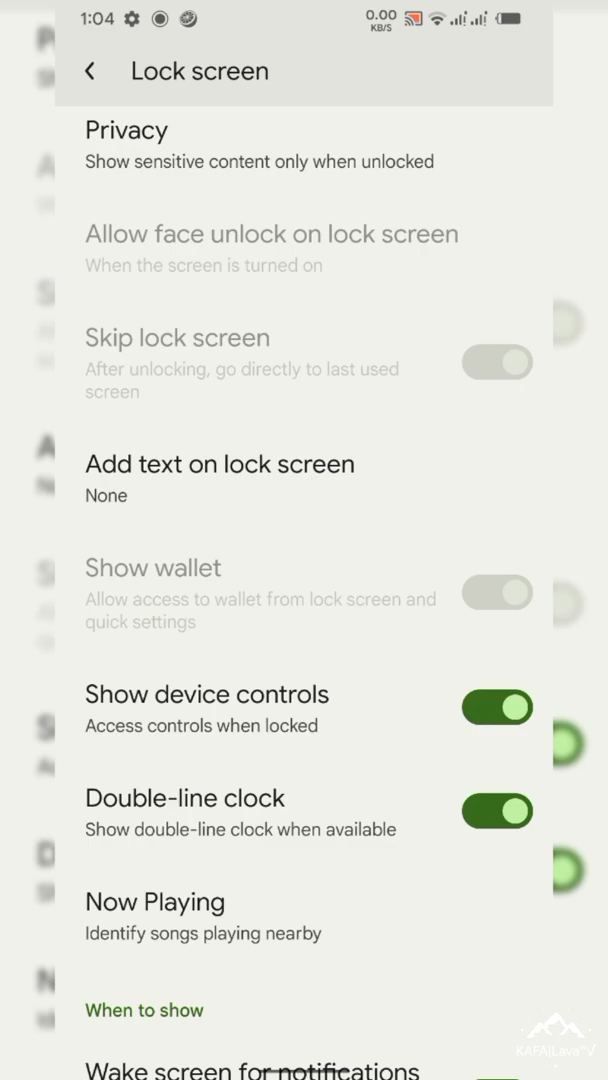 1:04
0.00
KB/S
Lock screen
Privacy
Show sensitive content only when unlocked
Allow face unlock on lock screen
When the screen is turned on
Skip lock screen
After unlocking, go directly to last used
screen
Add text on lock screen
None
Show wallet
Allow access to wallet from lock screen and
quick settings
Show device controls
Access controls when locked
Double-line clock
Show double-line clock when available
Now Playing
Identify songs playing nearby
When to show
Wake screen for notifications